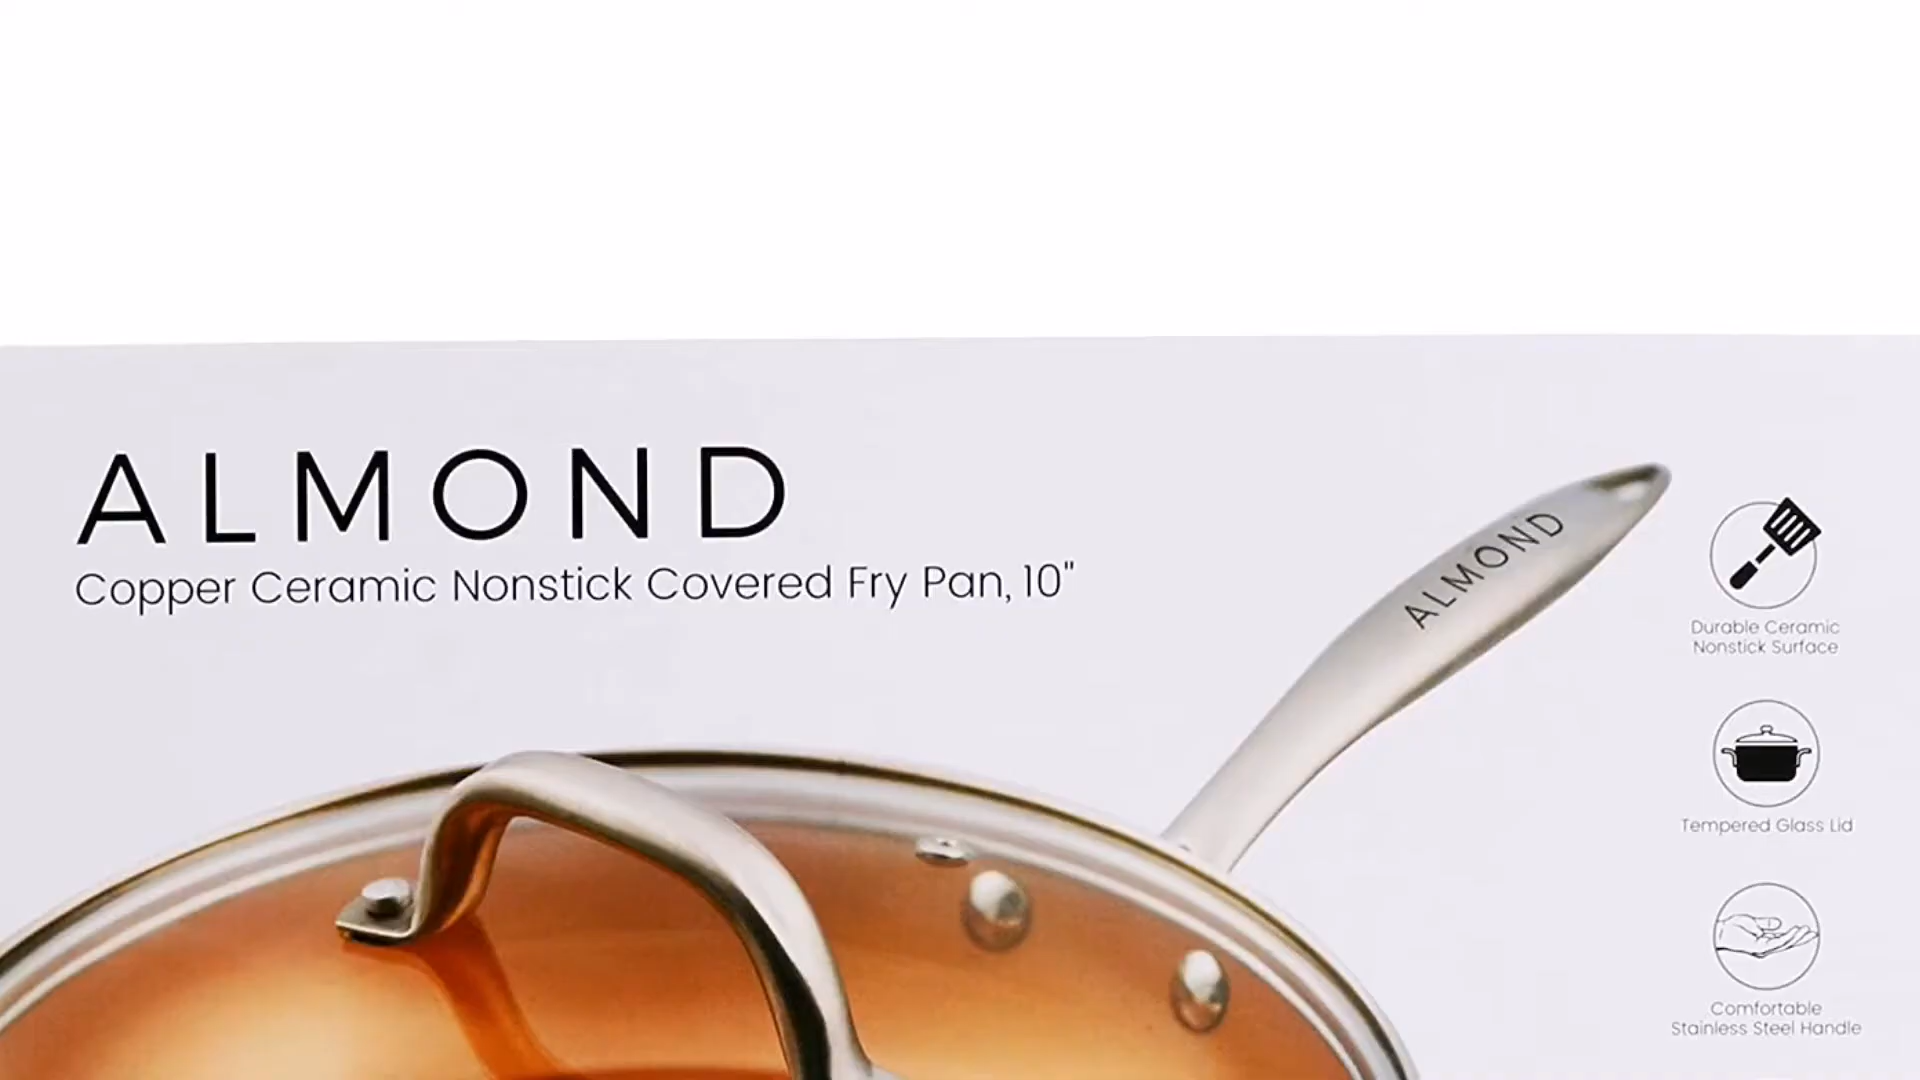 ALMOND
Copper Ceramic Nonstick Covered Fry Pan, 10"
ALMOND
Durable Ceramic
Nonstick Surface
Tempered Glass Lid
Comfortable
Stainless Steel Handle